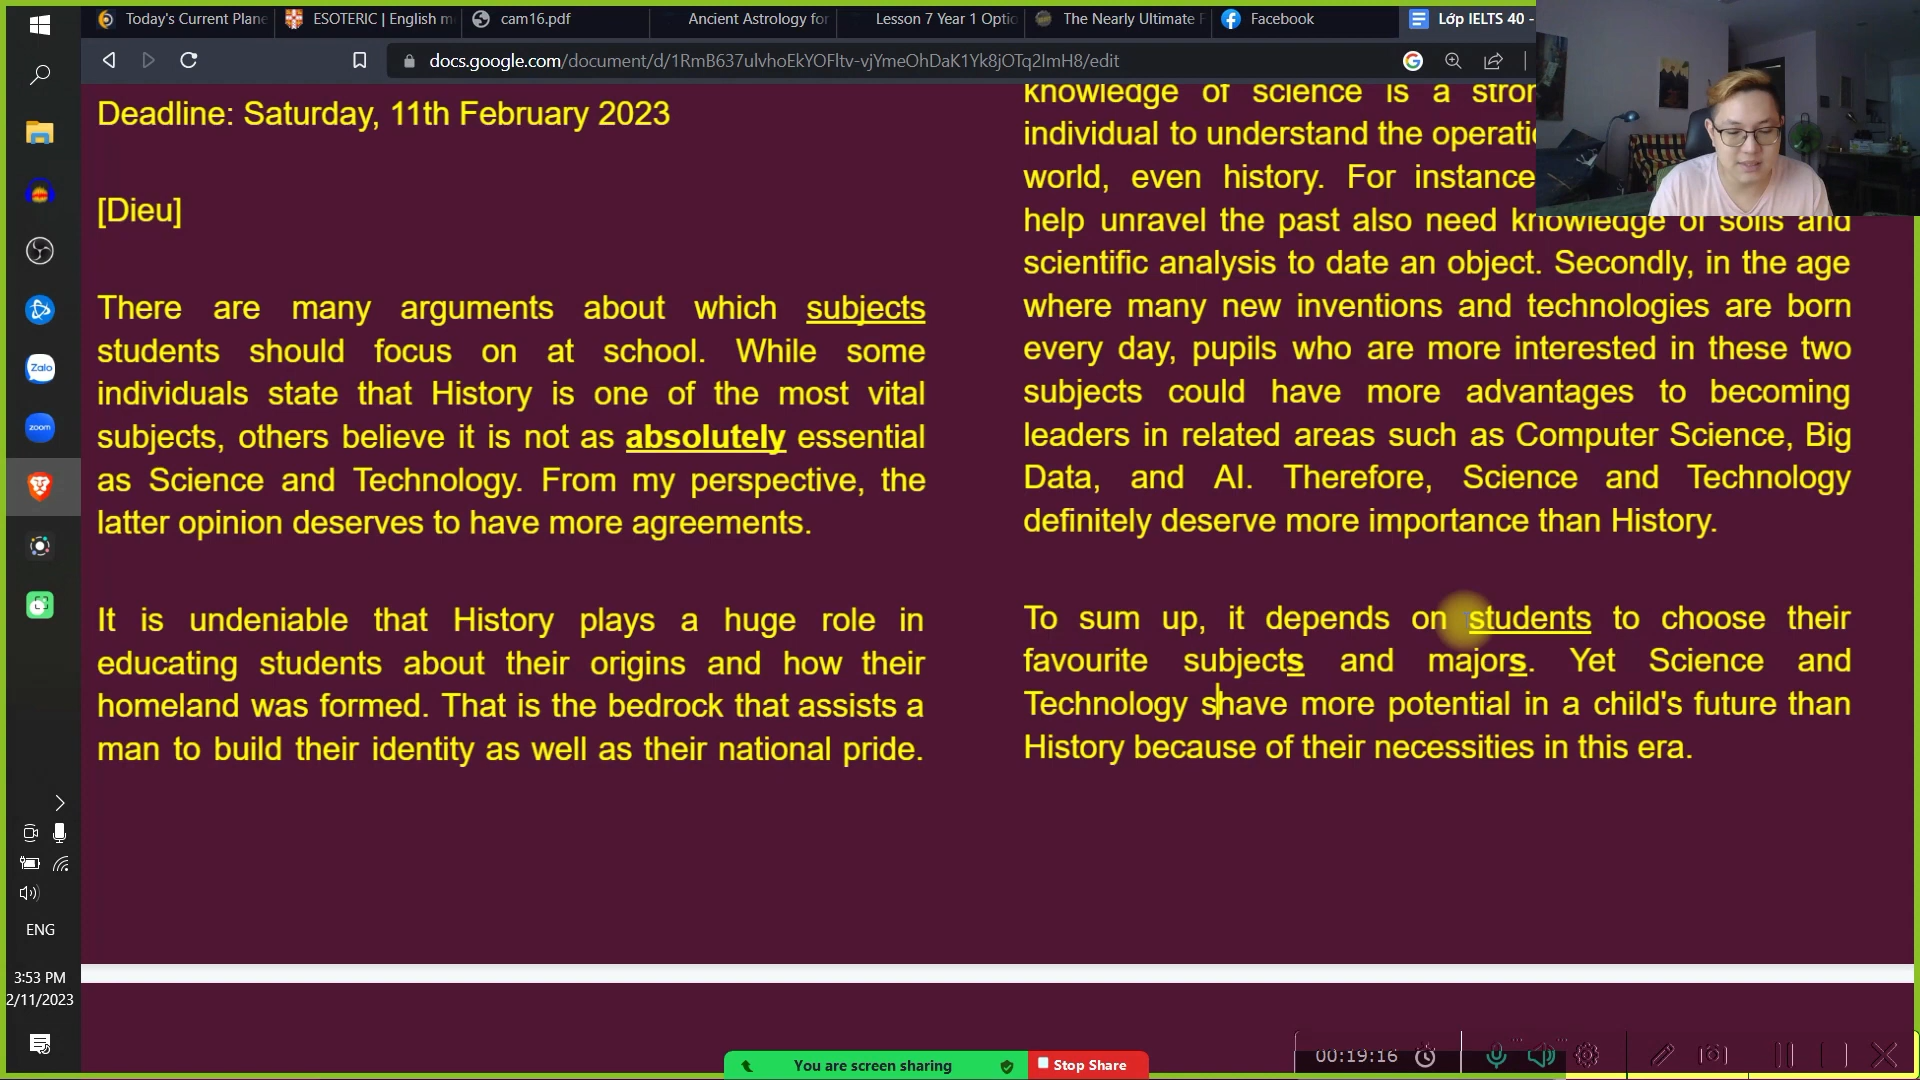 Today's Current Plane
ESOTERIC | English m
cam16.pdf
Ancient Astrology for
Lesson 7 Year 1 Optio
The Nearly Ultimate F
Facebook
Lớp IELTS 40 -
docs.google.com/document/d/1RmB637ulvhoEkYOFltv-vjYmeOhDaK1Yk8jOTq2ImH8/edit
Deadline: Saturday, 11th February 2023
[Dieu]
There are many arguments about which subjects
students should focus on at school. While some
individuals state that History is one of the most vital
subjects, others believe it is not as absolutely essential
as Science and Technology. From my perspective, the
latter opinion deserves to have more agreements.
It is undeniable that History plays a huge role in
educating students about their origins and how their
homeland was formed. That is the bedrock that assists a
man to build their identity as well as their national pride.
knowledge of science is a stron
individual to understand the operati
world, even history. For instance
help unravel the past also need knowledge of soils and
scientific analysis to date an object. Secondly, in the age
where many new inventions and technologies are born
every day, pupils who are more interested in these two
subjects could have more advantages to becoming
leaders in related areas such as Computer Science, Big
Data, and AI. Therefore, Science and Technology
definitely deserve more importance than History.
To sum up, it depends on students to choose their
favourite subjects and majors. Yet Science and
Technology shave more potential in a child's future than
History because of their necessities in this era.
Zalo
zoom
ENG
3:53 PM
2/11/2023
You are screen sharing
Stop Share
00:19:16